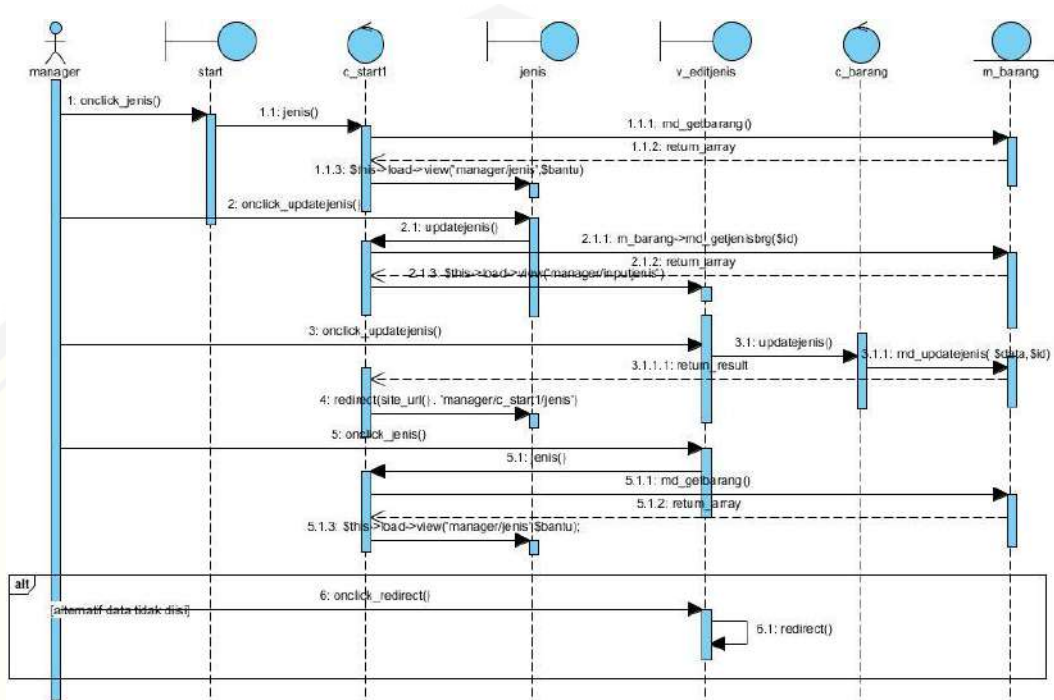 manager
start
c_start1
jenis
v_editjenis
c_barang
m_barang
1: onclick_jenis()
1.1: jenis()
1.1.1: md_getbarang()
1.1.2: return_array
1.1.3: $this->load->view("manager/jenis",$bantu)
2: onclick_updatejenis()
2.1: updatejenis()
2.1.1: m_barang->md_getjenisbrg($id)
2.1.2: return_array
2.1.3: $this->load->view("manager/inputjenis")
3: onclick_updatejenis()
3.1: updatejenis()
3.1.1: md_updatejenis( $data,$id)
3.1.1.1: return_result
4: redirect(site_url() . "manager/c_start1/jenis")
5: onclick_jenis()
5.1: jenis()
5.1.1: md_getbarang()
5.1.2: return_array
5.1.3: $this->load->view("manager/jenis",$bantu);
alt
6: onclick_redirect()
[alternatif data tidak diisi]
6.1: redirect()